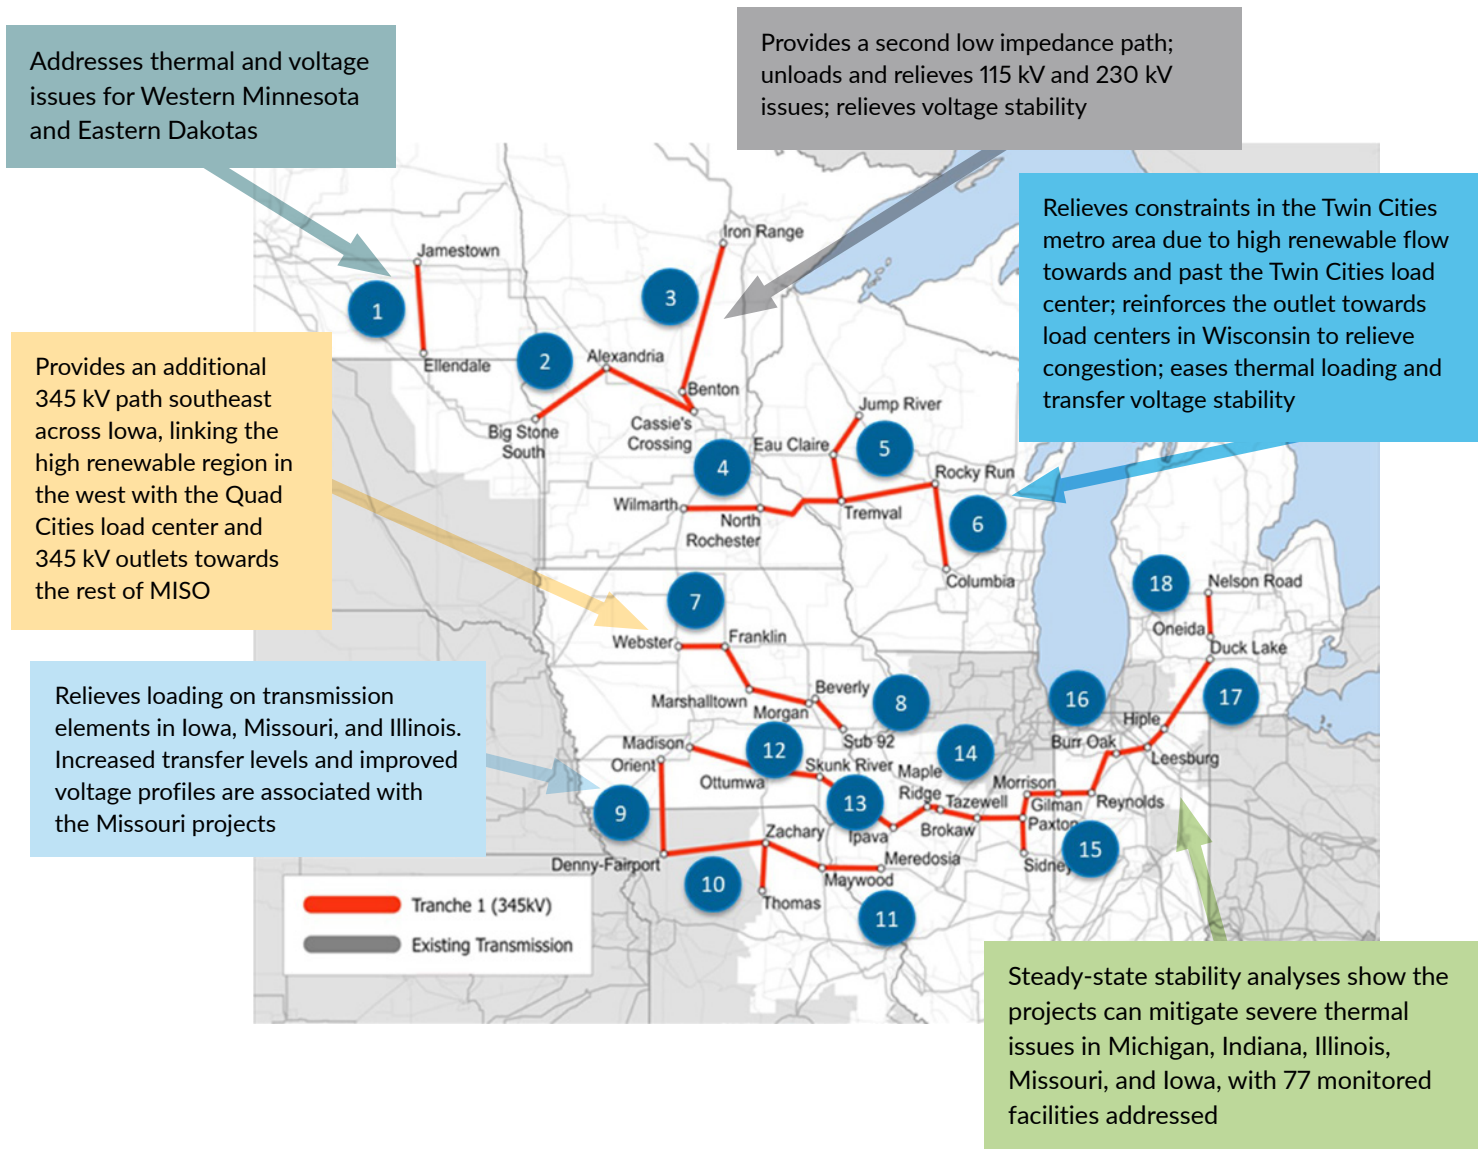 Addresses thermal and voltage
issues for Western Minnesota
and Eastern Dakotas
Provides a second low impedance path;
unloads and relieves 115 kV and 230 kV
issues; relieves voltage stability
Relieves constraints in the Twin Cities
metro area due to high renewable flow
towards and past the Twin Cities load
center; reinforces the outlet towards
load centers in Wisconsin to relieve
congestion; eases thermal loading and
transfer voltage stability
Provides an additional
345 kV path southeast
across Iowa, linking the
high renewable region in
the west with the Quad
Cities load center and
345 kV outlets towards
the rest of MISO
Relieves loading on transmission
elements in Iowa, Missouri, and Illinois.
Increased transfer levels and improved
voltage profiles are associated with
the Missouri projects
Steady-state stability analyses show the
projects can mitigate severe thermal
issues in Michigan, Indiana, Illinois,
Missouri, and Iowa, with 77 monitored
facilities addressed
Jamestown
1
Ellendale
Iron Range
3
2
Alexandria
Benton
Big Stone
South
Cassie's
Crossing
4
Jump River
Eau Claire
5
Rocky Run
Wilmarth
North
Rochester
Tremval
6
Columbia
18
Nelson Road
Oneida
Duck Lake
7
Webster
Franklin
Marshalltown
Morgan
Beverly
8
Sub 92
16
17
Hiple
Burr Oak
Leesburg
Madison
Orient
12
Ottumwa
Skunk River
14
Maple
Ridge
Tazewell
Morrison
Gilman
Reynolds
9
13
Ipava
Brokaw
Paxton
15
Sidney
Zachary
Denny-Fairport
10
Meredosia
Maywood
Thomas
11
Tranche 1 (345kV)
Existing Transmission